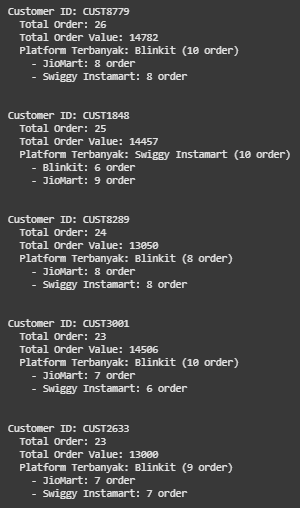 Customer ID: CUST8779
Total Order: 26
Total Order Value: 14782
Platform Terbanyak: Blinkit (10 order)
- JioMart: 8 order
- Swiggy Instamart: 8 order
Customer ID: CUST1848
Total Order: 25
Total Order Value: 14457
Platform Terbanyak: Swiggy Instamart (10 order)
- Blinkit: 6 order
- JioMart: 9 order
Customer ID: CUST8289
Total Order: 24
Total Order Value: 13050
Platform Terbanyak: Blinkit (8 order)
- JioMart: 8 order
- Swiggy Instamart: 8 order
Customer ID: CUST3001
Total Order: 23
Total Order Value: 14506
Platform Terbanyak: Blinkit (10 order)
- JioMart: 7 order
- Swiggy Instamart: 6 order
Customer ID: CUST2633
Total Order: 23
Total Order Value: 13000
Platform Terbanyak: Blinkit (9 order)
- JioMart: 7 order
- Swiggy Instamart: 7 order